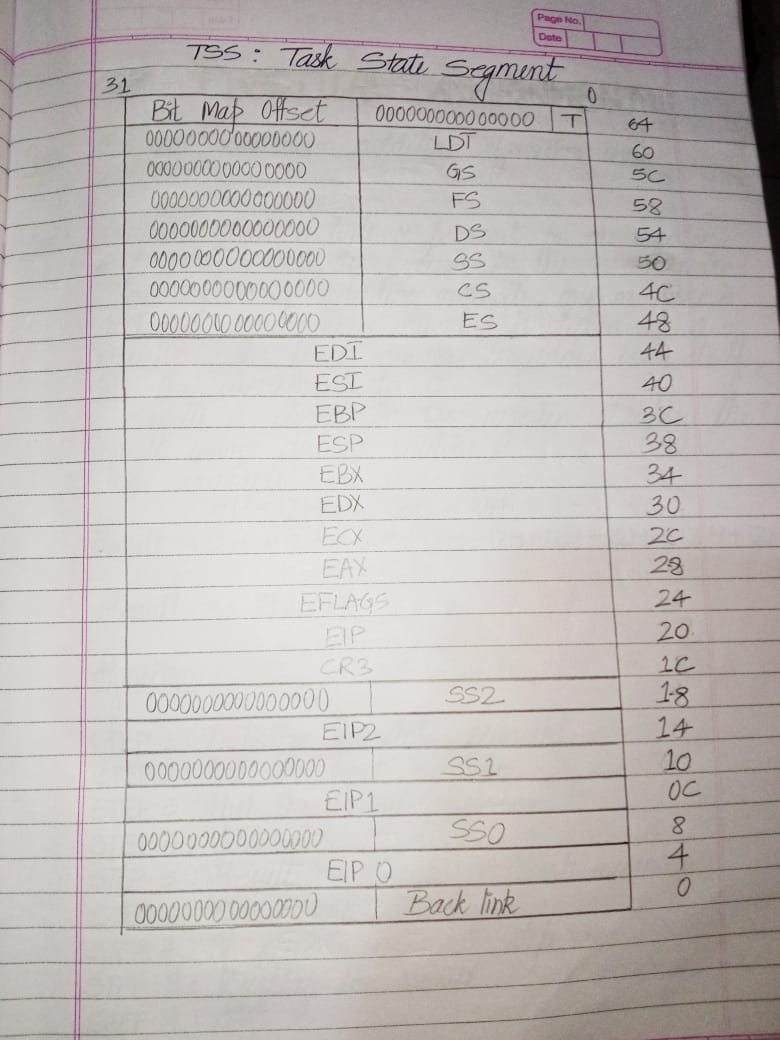 Page No.
Date
TSS : Task State Segment
31 0
Bit Map Offset 000000000000000 T 64
0000000000000000 LDT 60
0000000000000000 GS 5C
0000000000000000 FS 58
0000000000000000 DS 54
0000000000000000 SS 50
0000000000000000 CS 4C
0000000000000000 ES 48
EDI 44
ESI 40
EBP 3C
ESP 38
EBX 34
EDX 30
ECX 2C
EAX 28
EFLAGS 24
EIP 20
CR3 1C
0000000000000000 SS2 18
EIP2 14
0000000000000000 SS1 10
EIP1 0C
0000000000000000 SS0 8
EIP 0 4
0000000000000000 Back link 0